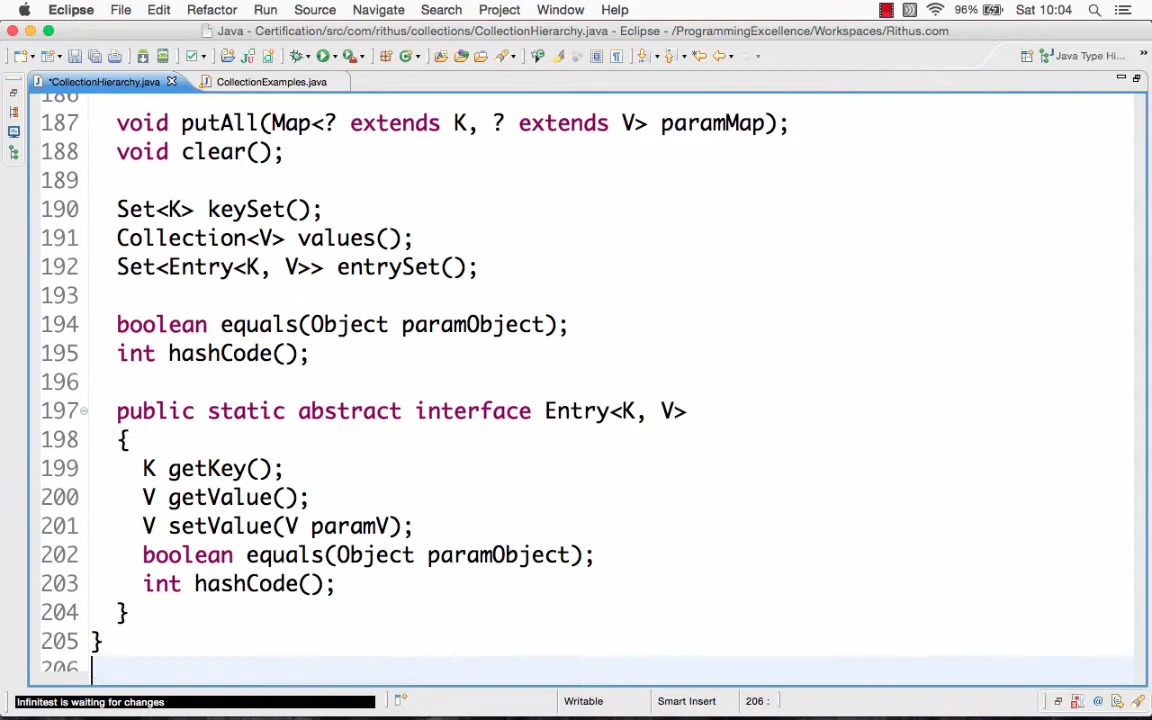 Eclipse File Edit Refactor Run Source Navigate Search Project Window Help 96% Sat 10:04
Java - Certification/src/com/rithus/collections/CollectionHierarchy.java - Eclipse - /ProgrammingExcellence/Workspaces/Rithus.com
Java Type Hi...
*CollectionHierarchy.java CollectionExamples.java
186
187 void putAll(Map<? extends K, ? extends V> paramMap);
188 void clear();
189
190 Set<K> keySet();
191 Collection<V> values();
192 Set<Entry<K, V>> entrySet();
193
194 boolean equals(Object paramObject);
195 int hashCode();
196
197 public static abstract interface Entry<K, V>
198 {
199 K getKey();
200 V getValue();
201 V setValue(V paramV);
202 boolean equals(Object paramObject);
203 int hashCode();
204 }
205 }
206
Infinitest is waiting for changes Writable Smart Insert 206 :